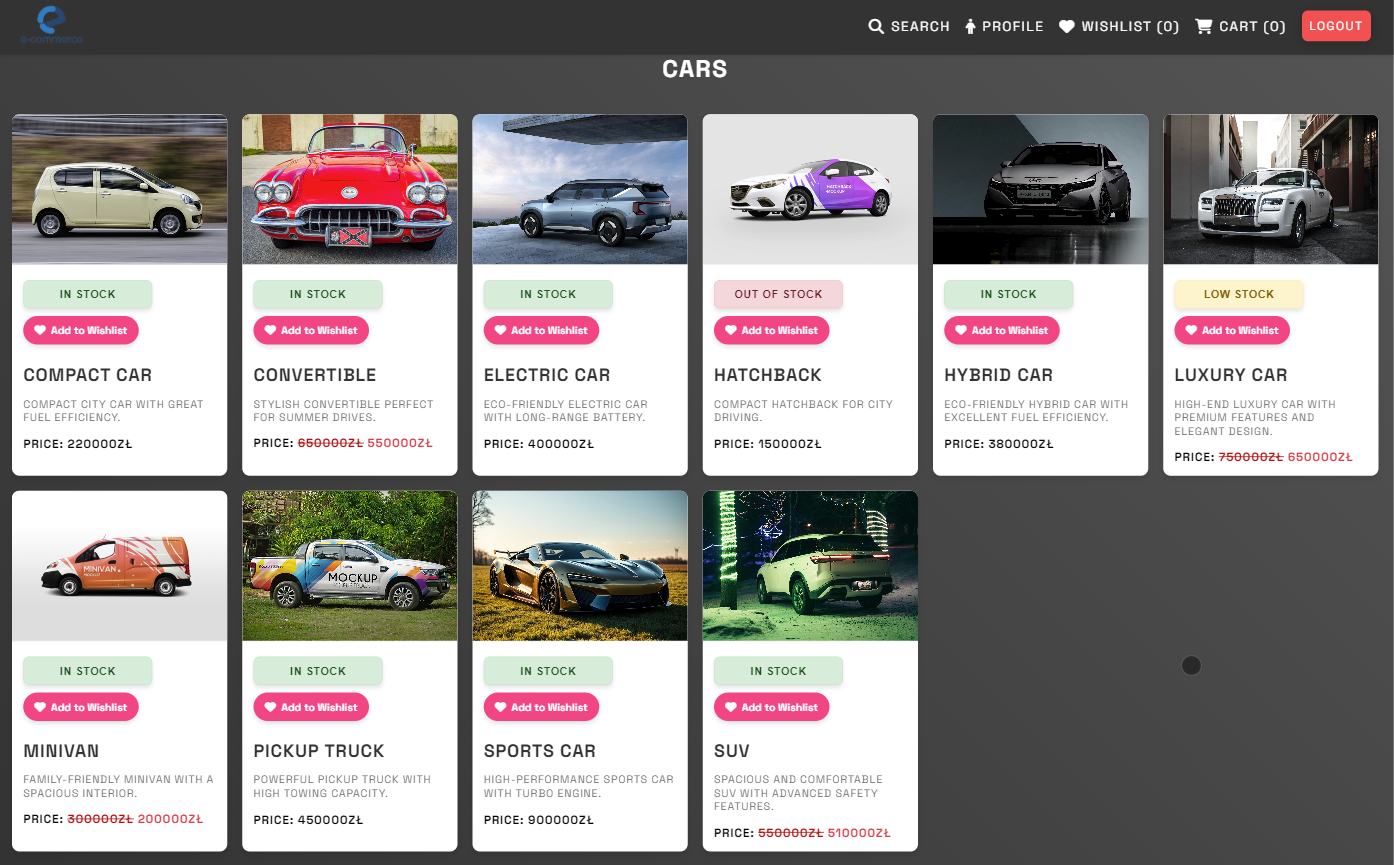 e-commerce
SEARCH
PROFILE
WISHLIST (0)
CART (0)
LOGOUT
CARS
HATCHBACK
MOCKUP
IN STOCK
IN STOCK
IN STOCK
OUT OF STOCK
IN STOCK
LOW STOCK
Add to Wishlist
Add to Wishlist
Add to Wishlist
Add to Wishlist
Add to Wishlist
Add to Wishlist
COMPACT CAR
COMPACT CITY CAR WITH GREAT
FUEL EFFICIENCY.
PRICE: 220000ZŁ
CONVERTIBLE
STYLISH CONVERTIBLE PERFECT
FOR SUMMER DRIVES.
PRICE: 650000ZŁ 550000ZŁ
ELECTRIC CAR
ECO-FRIENDLY ELECTRIC CAR
WITH LONG-RANGE BATTERY.
PRICE: 400000ZŁ
HATCHBACK
COMPACT HATCHBACK FOR CITY
DRIVING.
PRICE: 150000ZŁ
HYBRID CAR
ECO-FRIENDLY HYBRID CAR WITH
EXCELLENT FUEL EFFICIENCY.
PRICE: 380000ZŁ
LUXURY CAR
HIGH-END LUXURY CAR WITH
PREMIUM FEATURES AND
ELEGANT DESIGN.
PRICE: 750000ZŁ 650000ZŁ
MINIVAN
MOCKUP
MOCKUP
IN STOCK
IN STOCK
IN STOCK
IN STOCK
Add to Wishlist
Add to Wishlist
Add to Wishlist
Add to Wishlist
MINIVAN
FAMILY-FRIENDLY MINIVAN WITH A
SPACIOUS INTERIOR.
PRICE: 300000ZŁ 200000ZŁ
PICKUP TRUCK
POWERFUL PICKUP TRUCK WITH
HIGH TOWING CAPACITY.
PRICE: 450000ZŁ
SPORTS CAR
HIGH-PERFORMANCE SPORTS CAR
WITH TURBO ENGINE.
PRICE: 900000ZŁ
SUV
SPACIOUS AND COMFORTABLE
SUV WITH ADVANCED SAFETY
FEATURES.
PRICE: 550000ZŁ 510000ZŁ